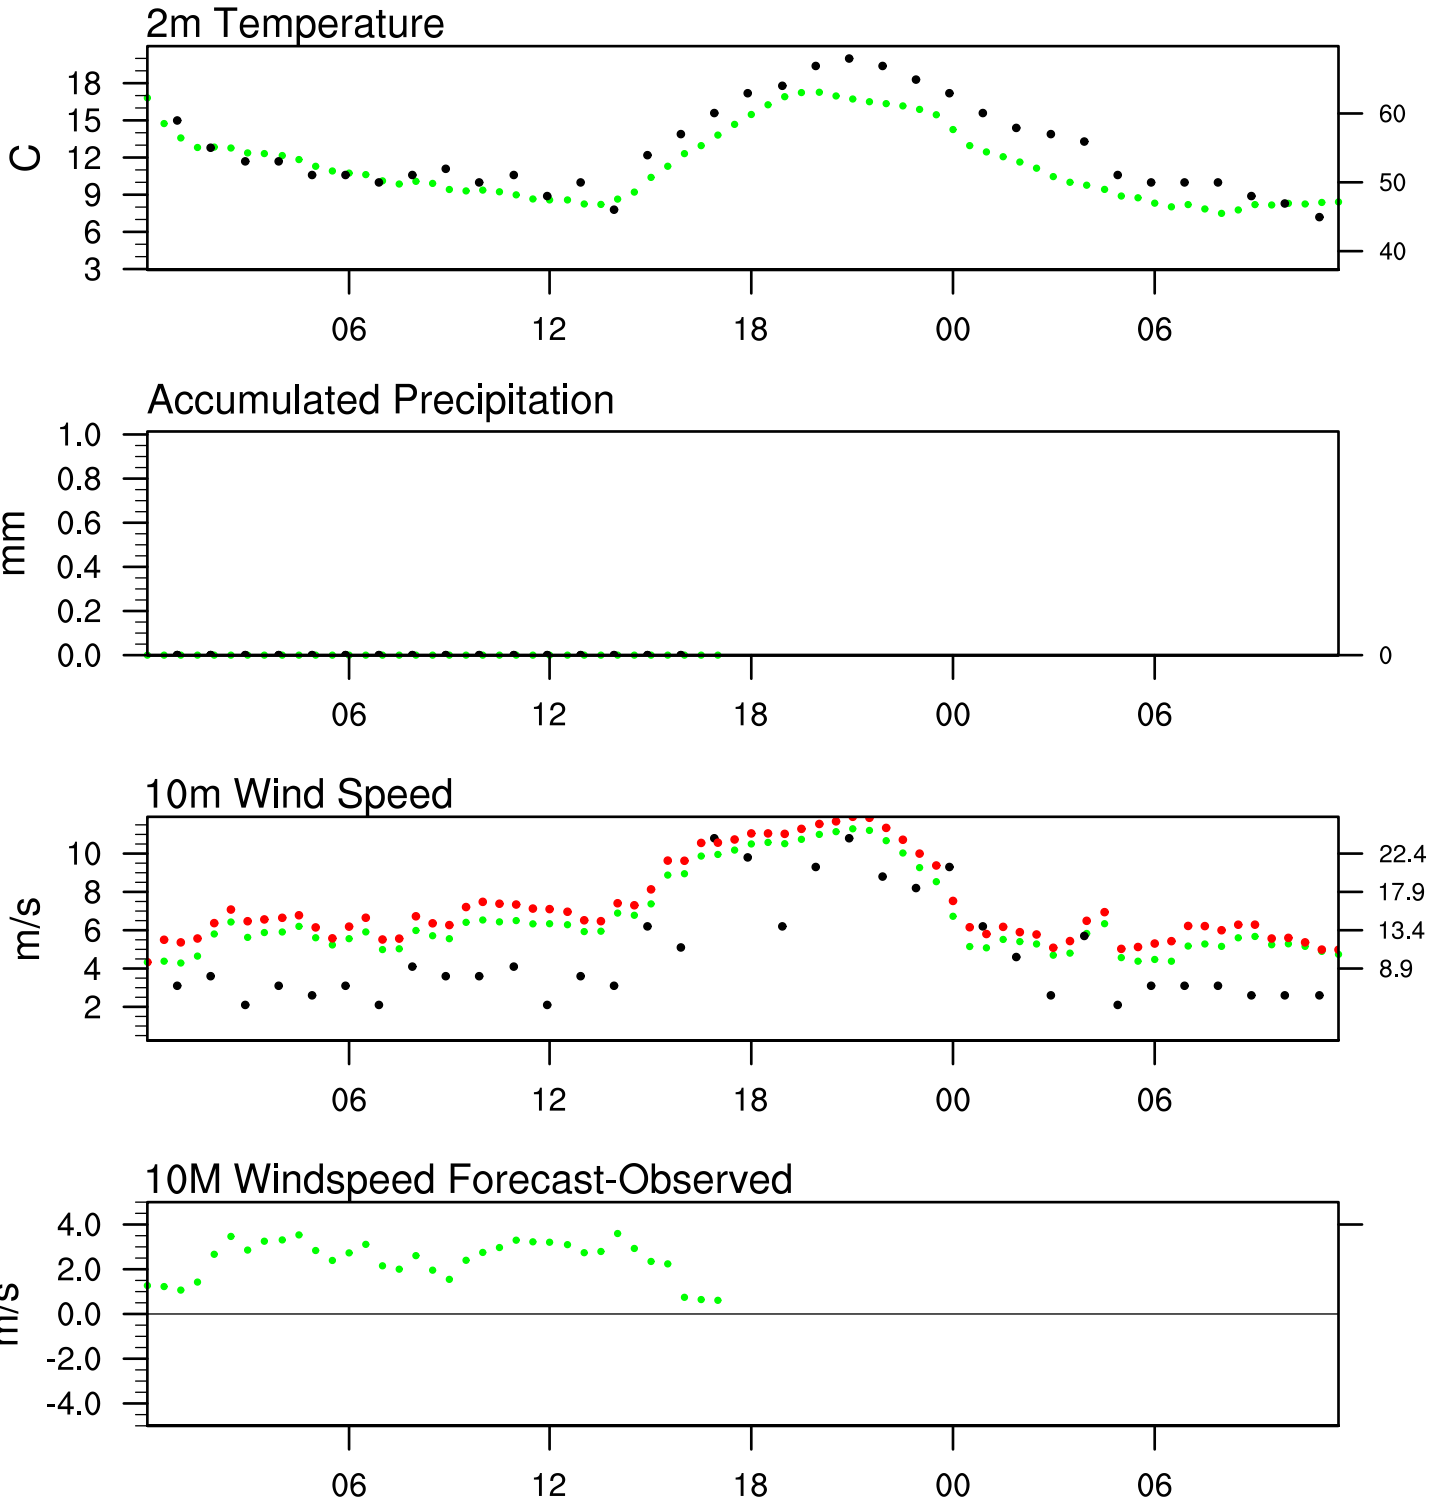 2m Temperature
18
15
12
9
6
3
C
60
50
40
06 12 18 00 06
Accumulated Precipitation
1.0
0.8
0.6
0.4
0.2
0.0
mm
0
06 12 18 00 06
10m Wind Speed
10
8
6
4
2
m/s
22.4
17.9
13.4
8.9
06 12 18 00 06
10M Windspeed Forecast-Observed
4.0
2.0
0.0
-2.0
-4.0
m/s
06 12 18 00 06